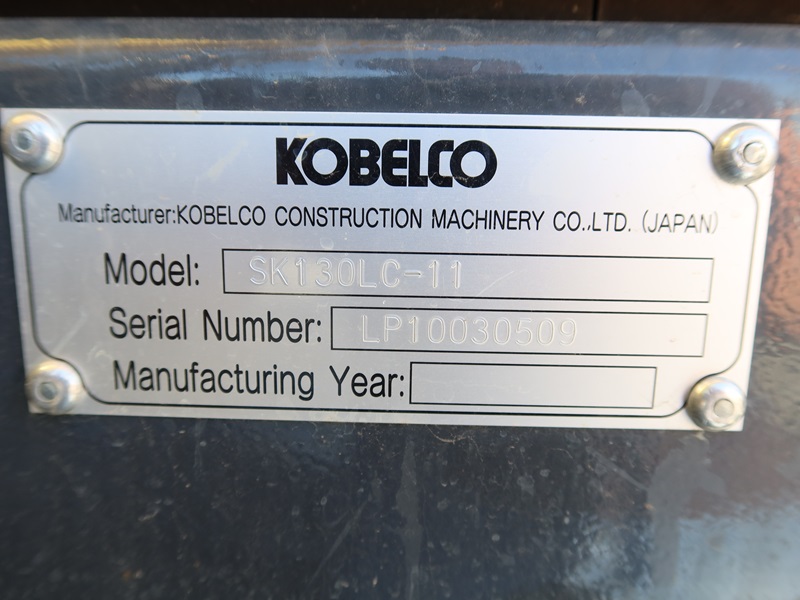 KOBELCO
Manufacturer:KOBELCO CONSTRUCTION MACHINERY CO.,LTD. (JAPAN)
Model: SK130LC-11
Serial Number: LP10030509
Manufacturing Year: